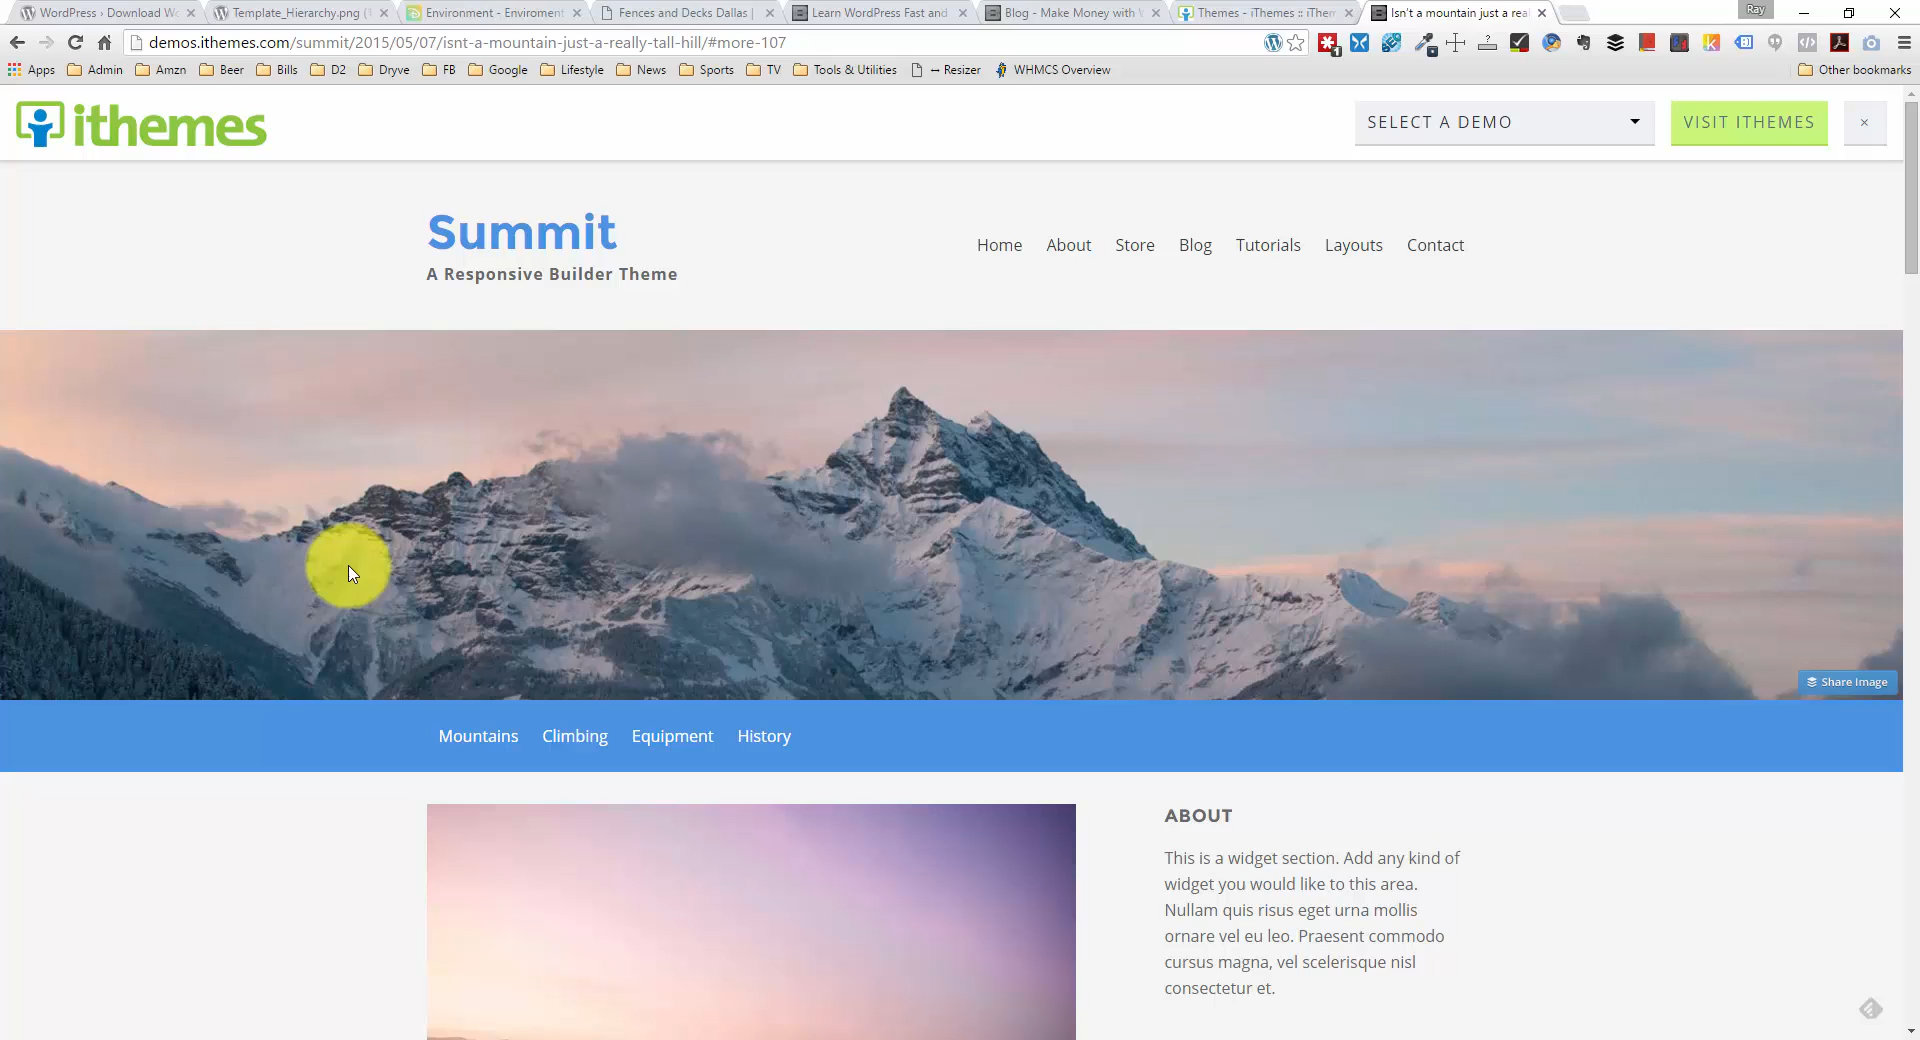 WordPress › Download Wo
Template_Hierarchy.png (1
Environment - Enviroment
Fences and Decks Dallas |
Learn WordPress Fast and
Blog - Make Money with W
Themes - iThemes :: iThem
Isn't a mountain just a rea
Ray
demos.ithemes.com/summit/2015/05/07/isnt-a-mountain-just-a-really-tall-hill/#more-107
Apps
Admin
Amzn
Beer
Bills
D2
Dryve
FB
Google
Lifestyle
News
Sports
TV
Tools & Utilities
↔ Resizer
WHMCS Overview
Other bookmarks
ithemes
SELECT A DEMO
VISIT ITHEMES
×
Summit
A Responsive Builder Theme
Home
About
Store
Blog
Tutorials
Layouts
Contact
Share Image
Mountains
Climbing
Equipment
History
ABOUT
This is a widget section. Add any kind of
widget you would like to this area.
Nullam quis risus eget urna mollis
ornare vel eu leo. Praesent commodo
cursus magna, vel scelerisque nisl
consectetur et.